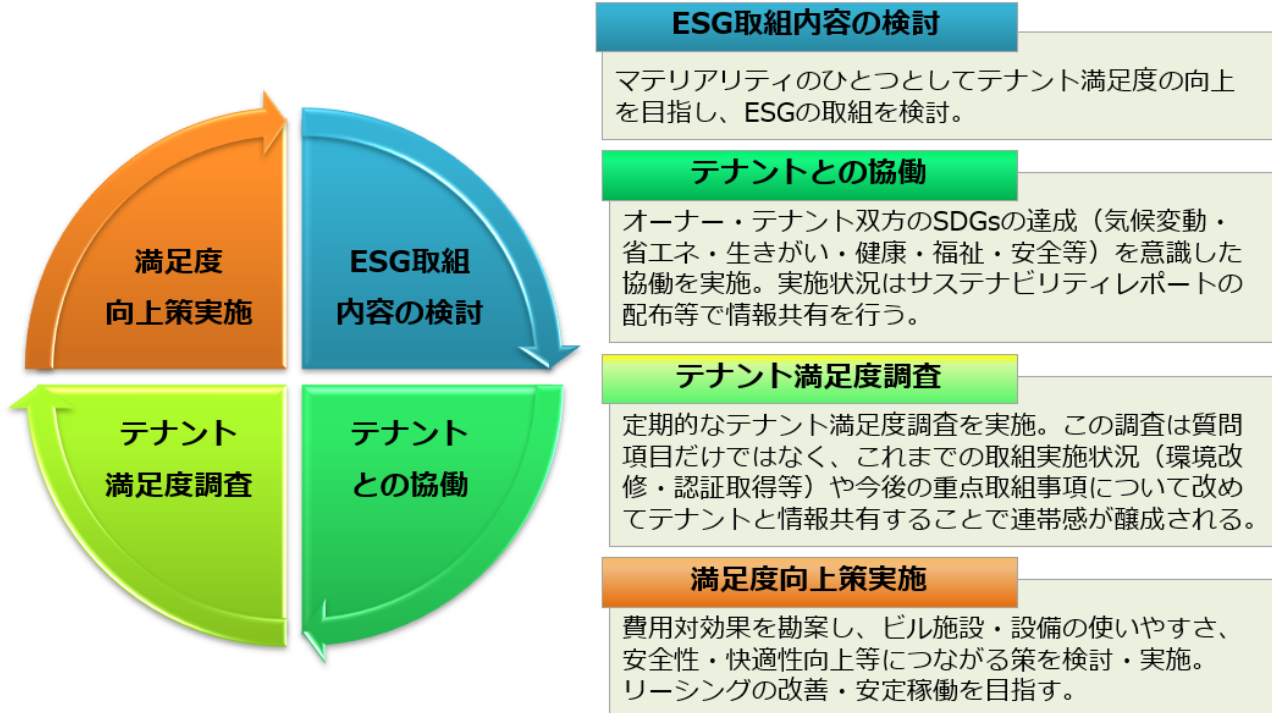 満足度
向上策実施
ESG取組
内容の検討
テナント
満足度調査
テナント
との協働
ESG取組内容の検討
マテリアリティのひとつとしてテナント満足度の向上
を目指し、ESGの取組を検討。
テナントとの協働
オーナー・テナント双方のSDGsの達成（気候変動・
省エネ・生きがい・健康・福祉・安全等）を意識した
協働を実施。実施状況はサステナビリティレポートの
配布等で情報共有を行う。
テナント満足度調査
定期的なテナント満足度調査を実施。この調査は質問
項目だけではなく、これまでの取組実施状況（環境改
修・認証取得等）や今後の重点取組事項について改め
てテナントと情報共有することで連帯感が醸成される。
満足度向上策実施
費用対効果を勘案し、ビル施設・設備の使いやすさ、
安全性・快適性向上等につながる策を検討・実施。
リーシングの改善・安定稼働を目指す。